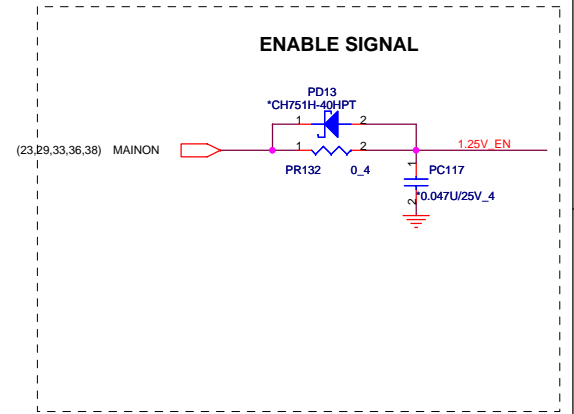 ENABLE SIGNAL
PD13
*CH751H-40HPT
1 2
(23,29,33,36,38) MAINON
1 2
1.25V_EN
PR132 0_4
1
PC117
*0.047U/25V_4
2